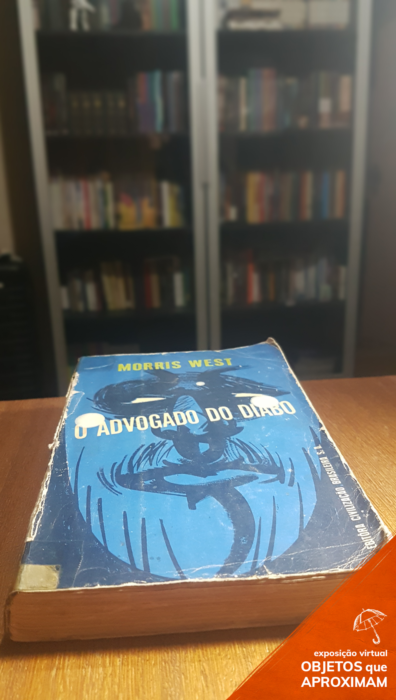 MORRIS WEST
O ADVOGADO DO DIABO
EDITÔRA CIVILIZAÇÃO BRASILEIRA S.A.
exposição virtual
OBJETOS que
APROXIMAM